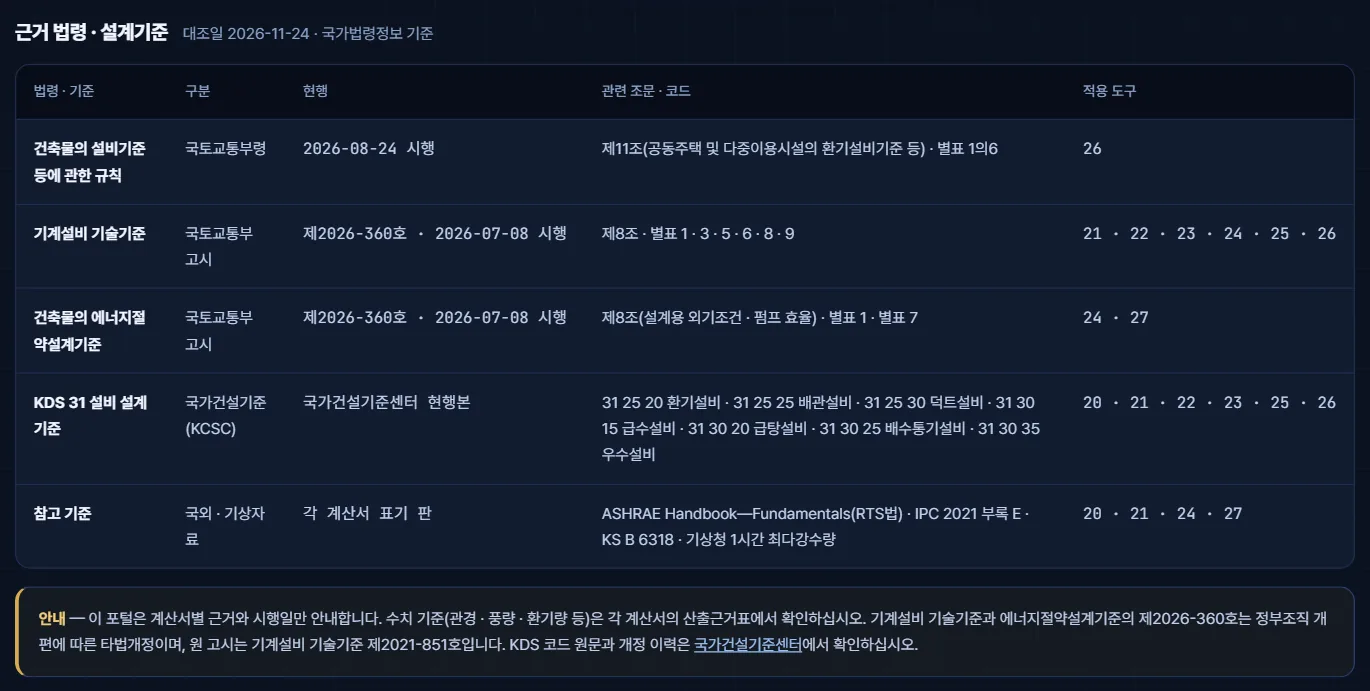 근거 법령 · 설계기준 대조일 2026-11-24 · 국가법령정보 기준
법령 · 기준 구분 현행 관련 조문 · 코드 적용 도구
건축물의 설비기준 국토교통부령 2026-08-24 시행 제11조(공동주택 및 다중이용시설의 환기설비기준 등) · 별표 1의6 26
등에 관한 규칙
기계설비 기술기준 국토교통부 제2026-360호 · 2026-07-08 시행 제8조 · 별표 1 · 3 · 5 · 6 · 8 · 9 21 · 22 · 23 · 24 · 25 · 26
고시
건축물의 에너지절 국토교통부 제2026-360호 · 2026-07-08 시행 제8조(설계용 외기조건 · 펌프 효율) · 별표 1 · 별표 7 24 · 27
약설계기준 고시
KDS 31 설비 설계 국가건설기준 국가건설기준센터 현행본 31 25 20 환기설비 · 31 25 25 배관설비 · 31 25 30 덕트설비 · 31 30 20 · 21 · 22 · 23 · 25 · 26
기준 (KCSC) 15 급수설비 · 31 30 20 급탕설비 · 31 30 25 배수통기설비 · 31 30 35
우수설비
참고 기준 국외 · 기상자 각 계산서 표기 판 ASHRAE Handbook—Fundamentals(RTS법) · IPC 2021 부록 E · 20 · 21 · 24 · 27
료 KS B 6318 · 기상청 1시간 최다강수량
안내 — 이 포털은 계산서별 근거와 시행일만 안내합니다. 수치 기준(관경 · 풍량 · 환기량 등)은 각 계산서의 산출근거표에서 확인하십시오. 기계설비 기술기준과 에너지절약설계기준의 제2026-360호는 정부조직 개
편에 따른 타법개정이며, 원 고시는 기계설비 기술기준 제2021-851호입니다. KDS 코드 원문과 개정 이력은 국가건설기준센터에서 확인하십시오.